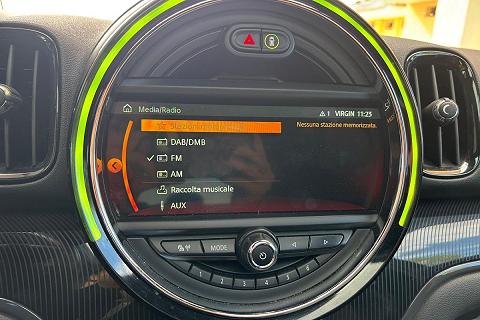 Media/Radio
1 VIRGIN 11:23
Nessuna stazione memorizzata.
DAB/DMB
FM
AM
Raccolta musicale
AUX
MODE
1 2 3 4 5 6